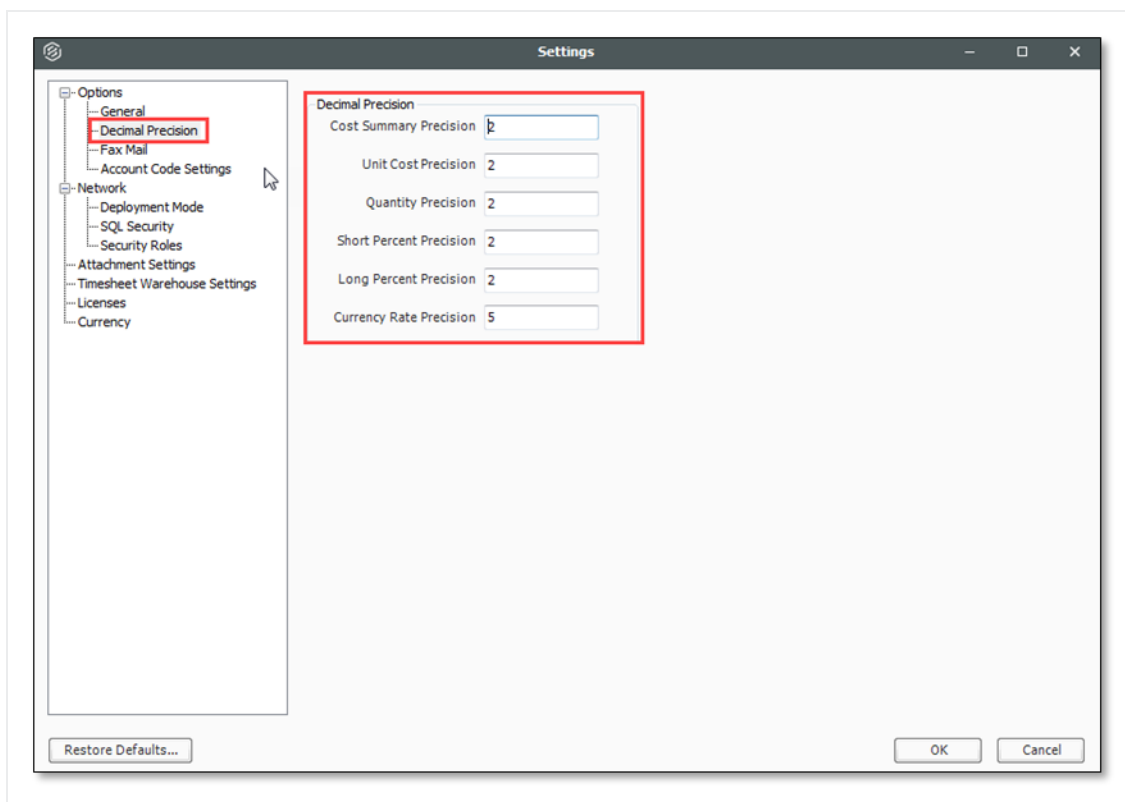 Settings
Options
General
Decimal Precision
Fax Mail
Account Code Settings
Network
Deployment Mode
SQL Security
Security Roles
Attachment Settings
Timesheet Warehouse Settings
Licenses
Currency
Decimal Precision
Cost Summary Precision 2
Unit Cost Precision 2
Quantity Precision 2
Short Percent Precision 2
Long Percent Precision 2
Currency Rate Precision 5
Restore Defaults...
OK
Cancel